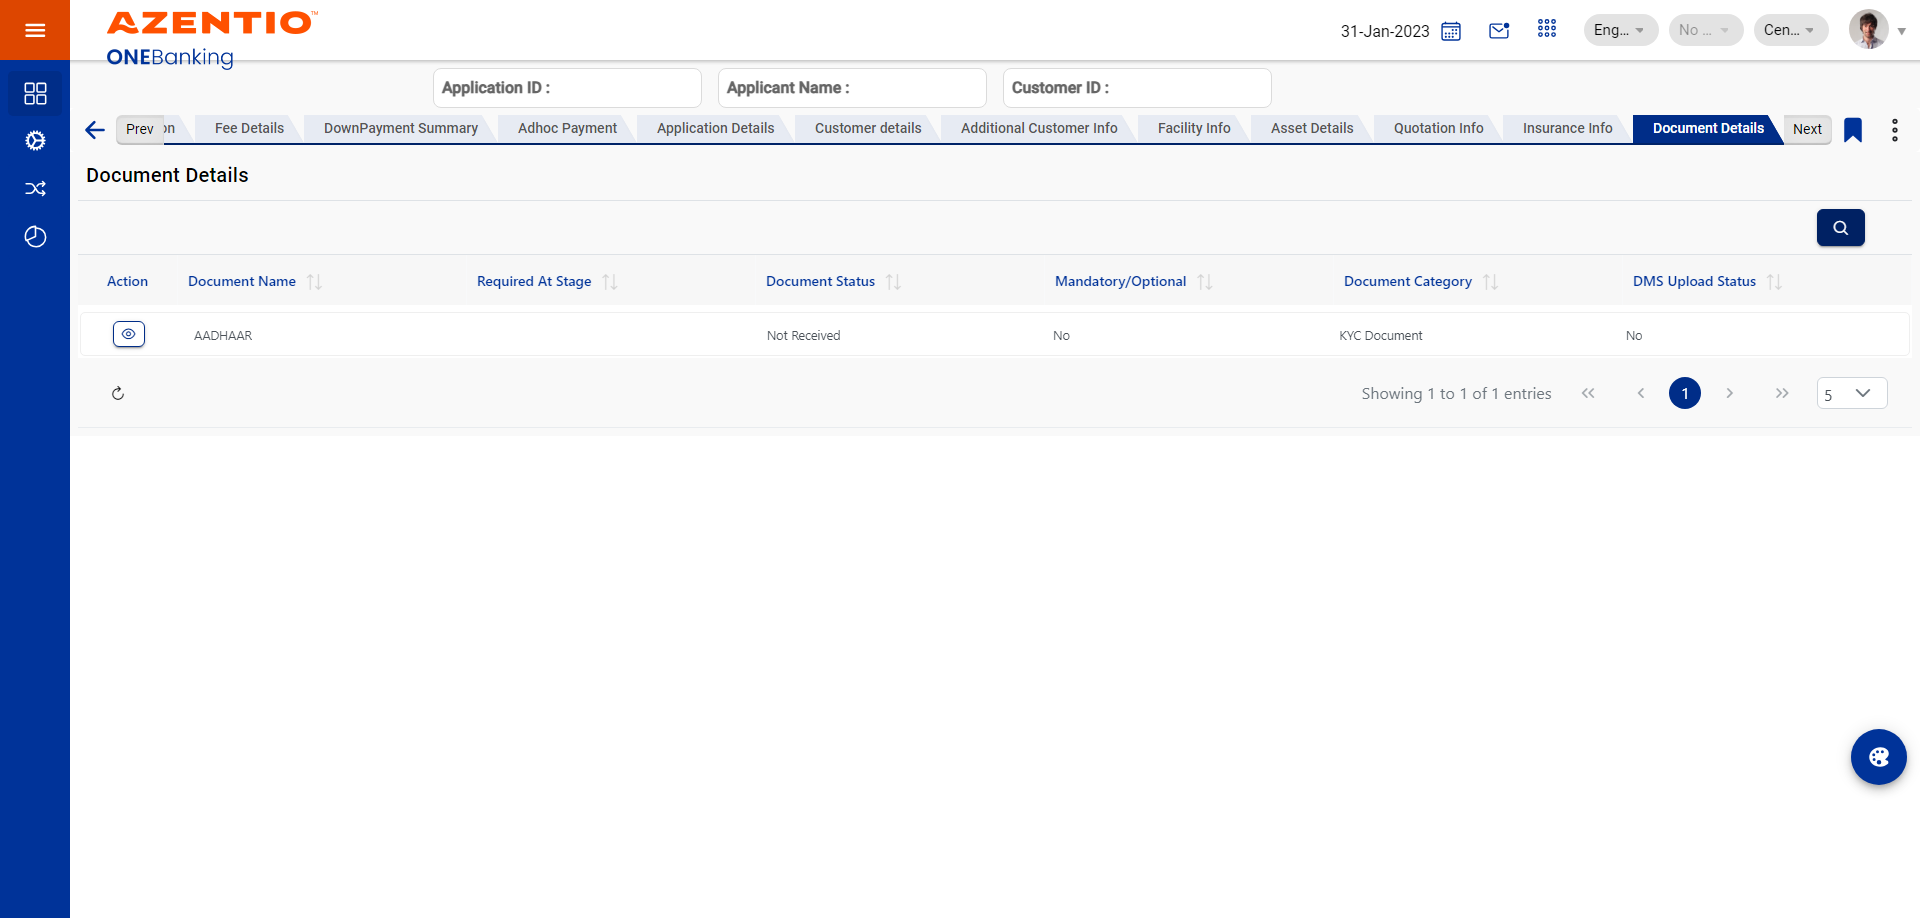 AZENTIO™
ONEBanking
31-Jan-2023
Eng...
No ...
Cen...
Application ID :
Applicant Name :
Customer ID :
Prev
on
Fee Details
DownPayment Summary
Adhoc Payment
Application Details
Customer details
Additional Customer Info
Facility Info
Asset Details
Quotation Info
Insurance Info
Document Details
Next
Document Details
Action Document Name Required At Stage Document Status Mandatory/Optional Document Category DMS Upload Status
AADHAAR Not Received No KYC Document No
Showing 1 to 1 of 1 entries
1
5